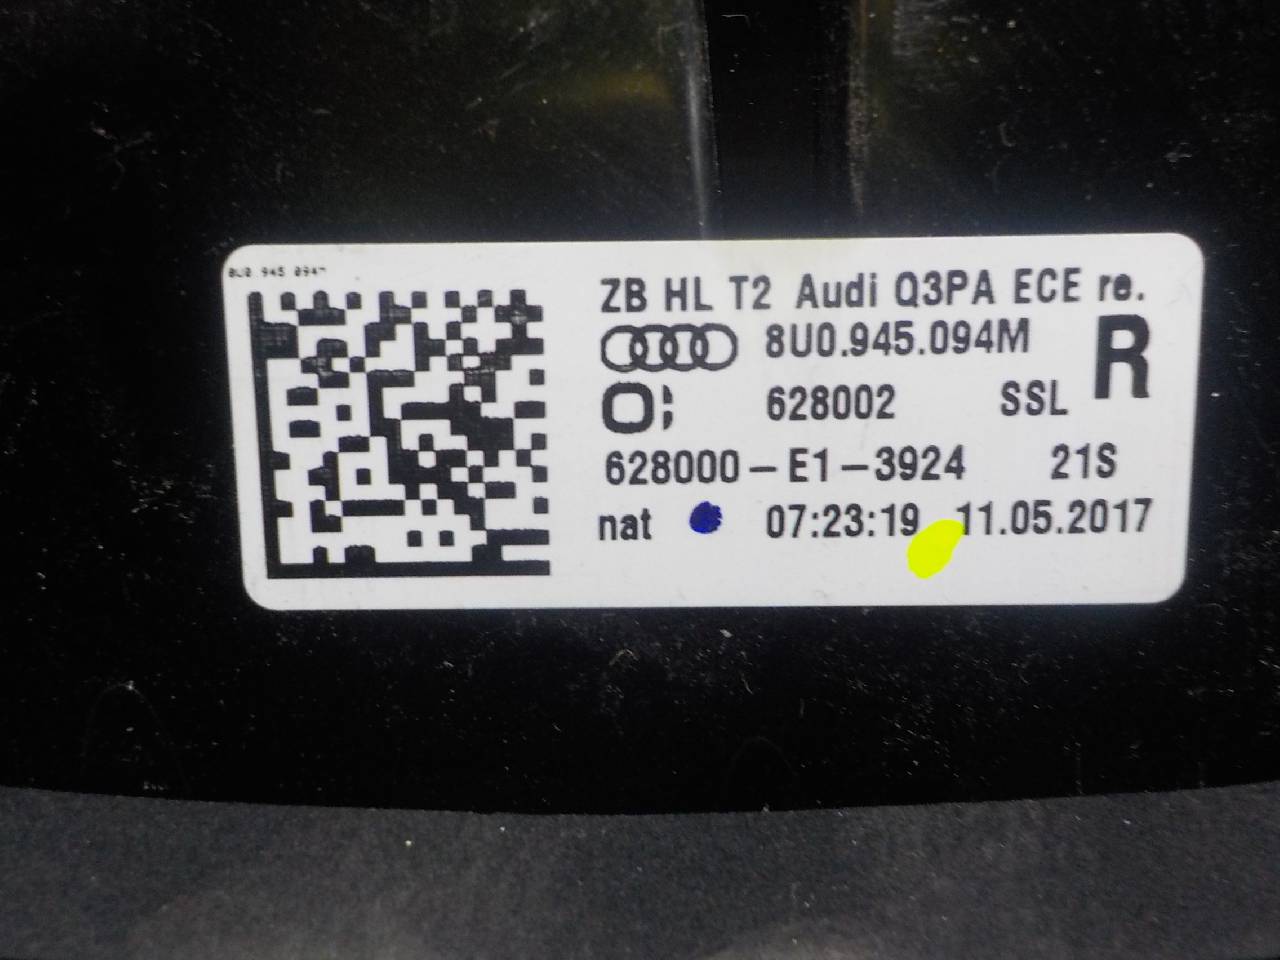 8U0 945 094M
ZB HL T2 Audi Q3PA ECE re.
8U0.945.094M R
628002 SSL
628000-E1-3924 21S
nat 07:23:19 11.05.2017